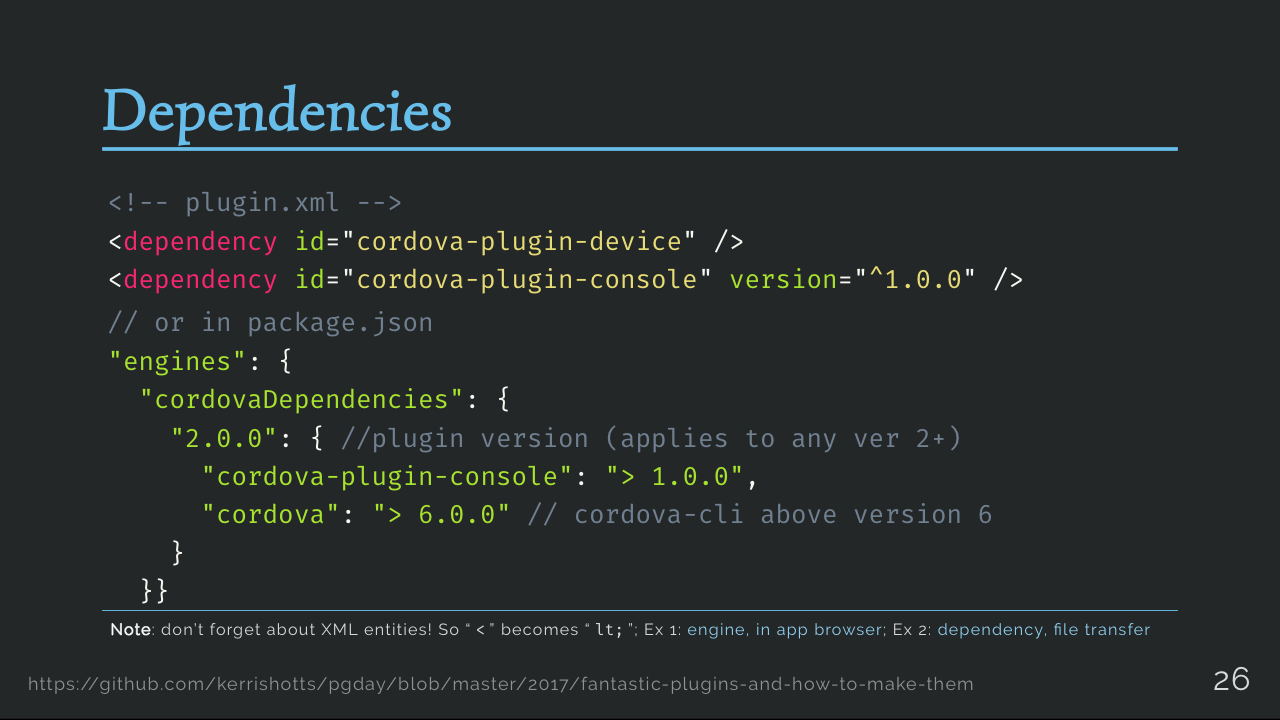 Dependencies
<!-- plugin.xml -->
<dependency id="cordova-plugin-device" />
<dependency id="cordova-plugin-console" version="^1.0.0" />
// or in package.json
"engines": {
  "cordovaDependencies": {
    "2.0.0": { //plugin version (applies to any ver 2+)
      "cordova-plugin-console": "> 1.0.0",
      "cordova": "> 6.0.0" // cordova-cli above version 6
    }
  }}
Note: don't forget about XML entities! So “ < ” becomes “ lt; ”; Ex 1: engine, in app browser; Ex 2: dependency, file transfer
https://github.com/kerrishotts/pgday/blob/master/2017/fantastic-plugins-and-how-to-make-them
26